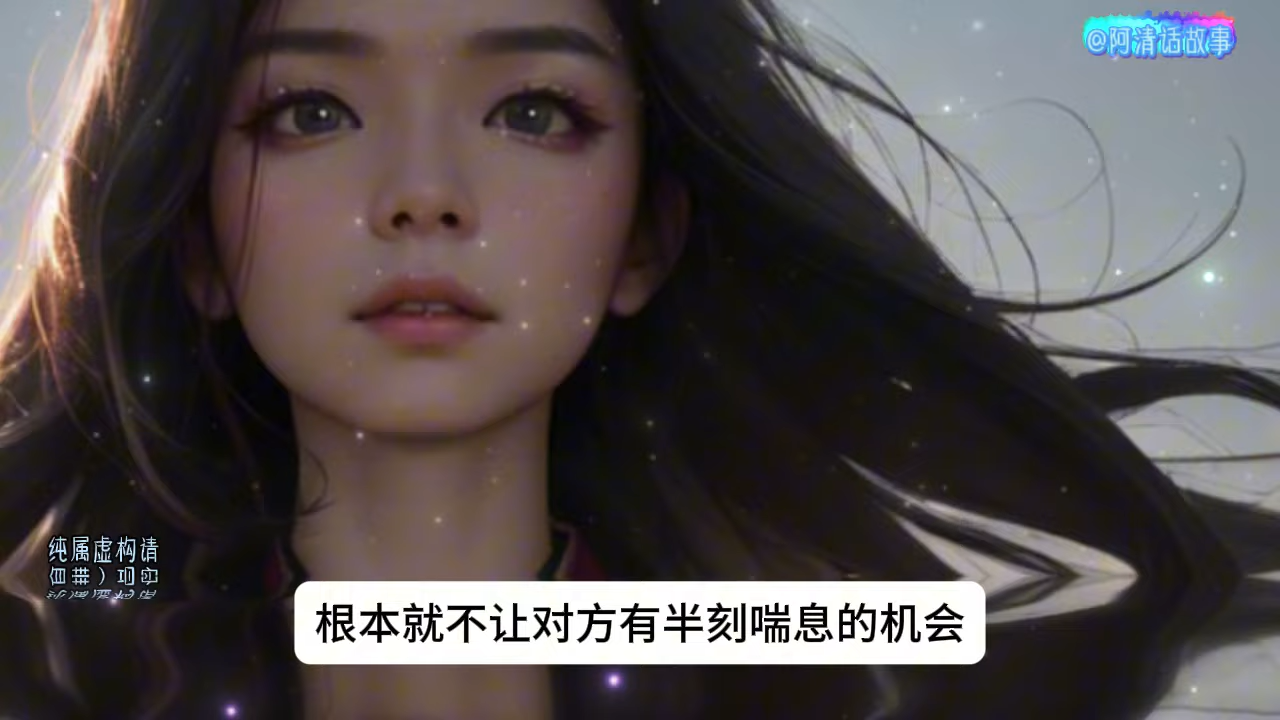 @阿清话故事
纯属虚构请
根本就不让对方有半刻喘息的机会